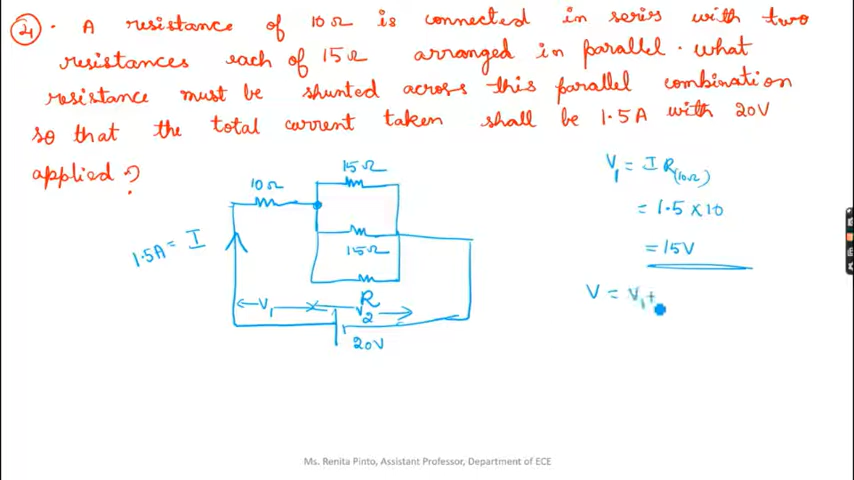 2. A resistance of 10Ω is connected in series with two
resistances each of 15Ω arranged in parallel. what
resistance must be shunted across this parallel combination
so that the total current taken shall be 1.5A with 20V
applied?
15Ω
10Ω
15Ω
1.5A = I
R
V1
V2
20V
V1 = I R(10Ω)
= 1.5 × 10
= 15V
V = V1 +
Ms. Renita Pinto, Assistant Professor, Department of ECE